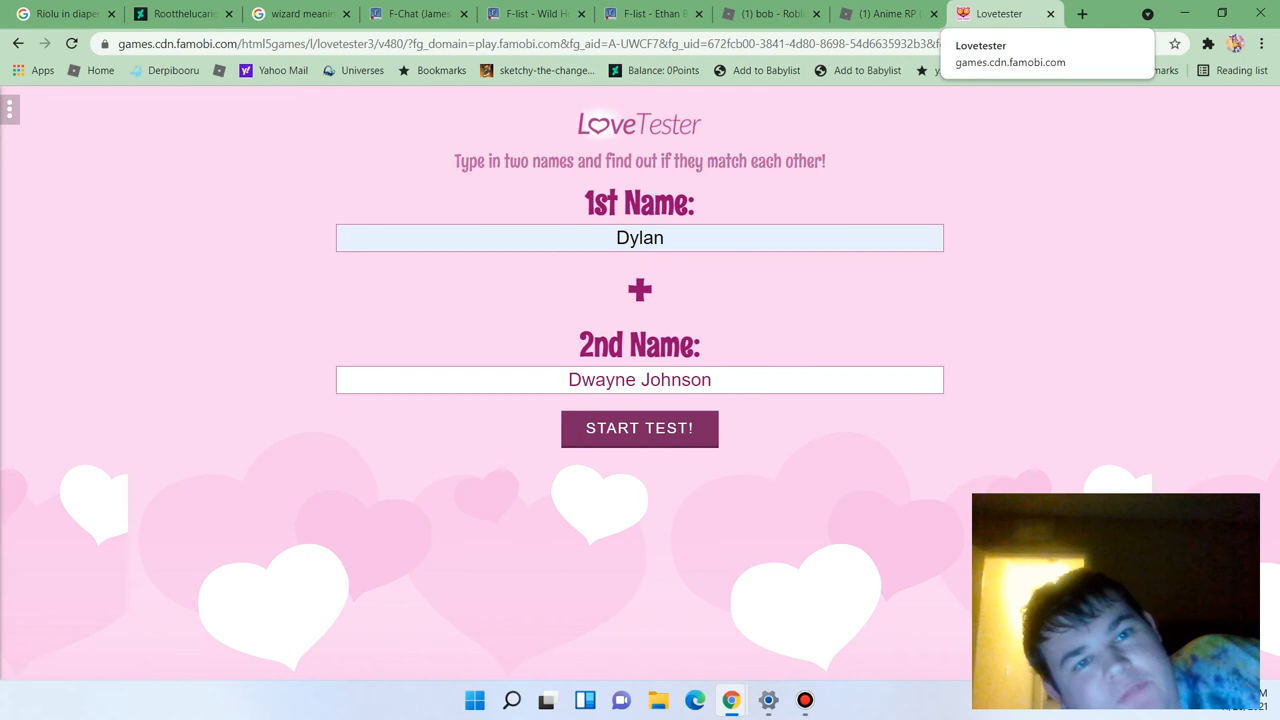 Riolu in diape
Rootthelucario
wizard meanin
F-Chat (James
F-list - Wild H
F-list - Ethan U
(1) bob - Robl
(1) Anime RP (
Lovetester
games.cdn.famobi.com/html5games/l/lovetester3/v480/?fg_domain=play.famobi.com&fg_aid=A-UWCF7&fg_uid=672fcb00-3841-4d80-8698-54d6635932b38
Lovetester
games.cdn.famobi.com
Apps
Home
Derpibooru
Yahoo Mail
Universes
Bookmarks
sketchy-the-change...
Balance: 0Points
Add to Babylist
Add to Babylist
marks
Reading list
LoveTester
Type in two names and find out if they match each other!
1st Name:
Dylan
+
2nd Name:
Dwayne Johnson
START TEST!